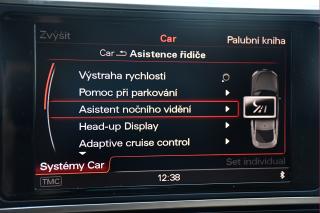 Zvýšit
Car
Palubní kniha
Car Asistence řidiče
Výstraha rychlosti
Pomoc při parkování
Asistent nočního vidění
Head-up Display
Adaptive cruise control
Systémy Car
Set individual
TMC
12:38